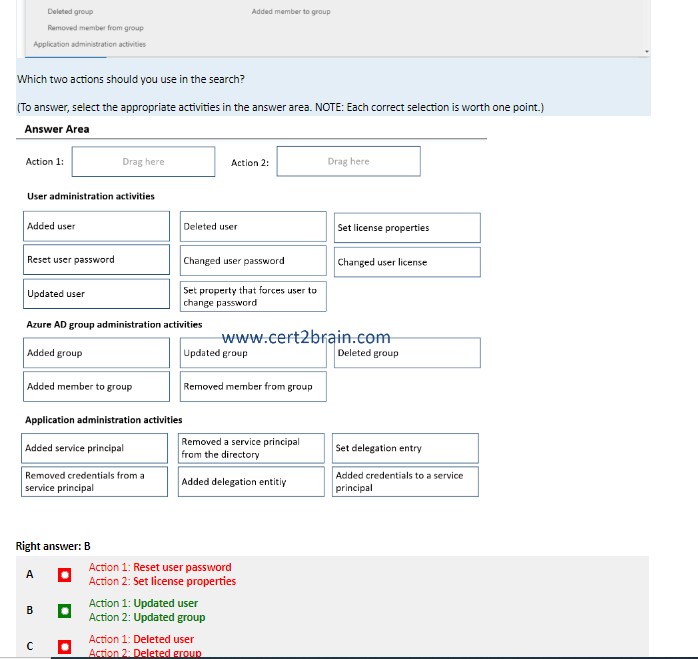 Deleted group Added member to group
Removed member from group
Application administration activities
Which two actions should you use in the search?
(To answer, select the appropriate activities in the answer area. NOTE: Each correct selection is worth one point.)
Answer Area
Action 1: Drag here Action 2: Drag here
User administration activities
Added user Deleted user Set license properties
Reset user password Changed user password Changed user license
Updated user Set property that forces user to
change password
Azure AD group administration activities
www.cert2brain.com
Added group Updated group Deleted group
Added member to group Removed member from group
Application administration activities
Added service principal Removed a service principal
from the directory Set delegation entry
Removed credentials from a
service principal Added delegation entitiy Added credentials to a service
principal
Right answer: B
A Action 1: Reset user password
Action 2: Set license properties
B Action 1: Updated user
Action 2: Updated group
C Action 1: Deleted user
Action 2: Deleted group